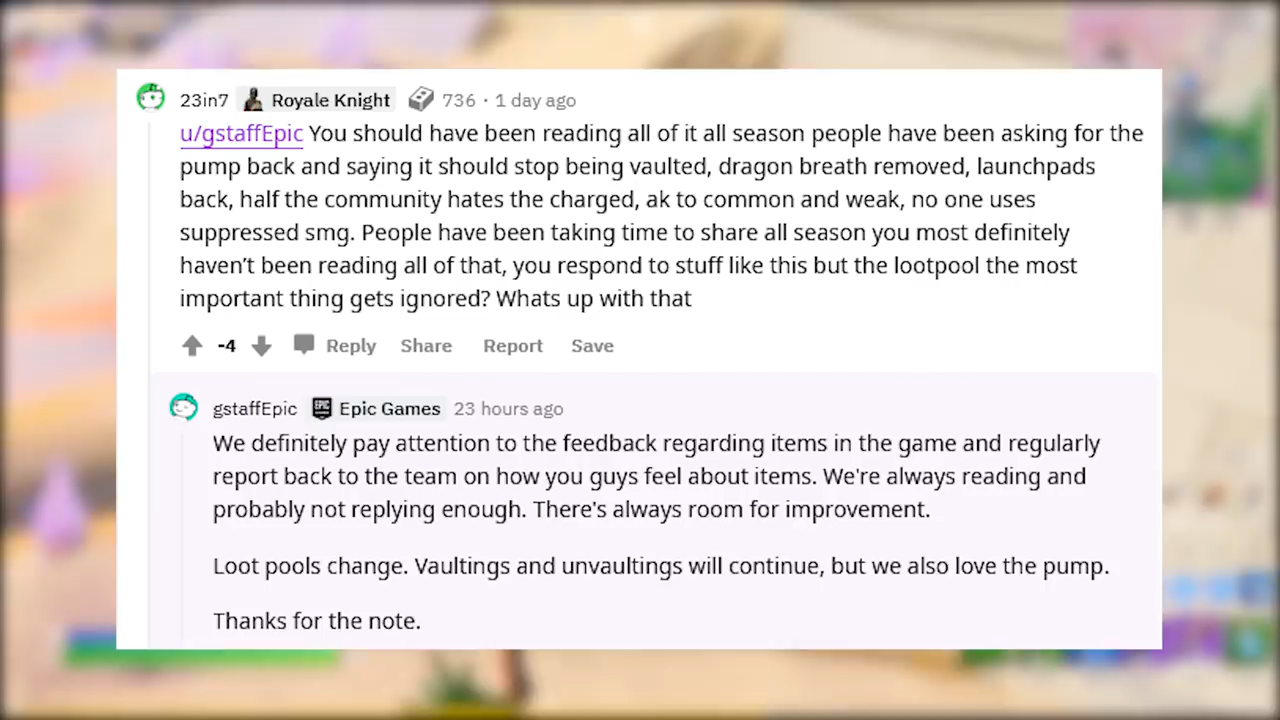 23in7 Royale Knight 736 · 1 day ago
u/gstaffEpic You should have been reading all of it all season people have been asking for the
pump back and saying it should stop being vaulted, dragon breath removed, launchpads
back, half the community hates the charged, ak to common and weak, no one uses
suppressed smg. People have been taking time to share all season you most definitely
haven't been reading all of that, you respond to stuff like this but the lootpool the most
important thing gets ignored? Whats up with that
-4 Reply Share Report Save
gstaffEpic EPIC Epic Games 23 hours ago
We definitely pay attention to the feedback regarding items in the game and regularly
report back to the team on how you guys feel about items. We're always reading and
probably not replying enough. There's always room for improvement.
Loot pools change. Vaultings and unvaultings will continue, but we also love the pump.
Thanks for the note.